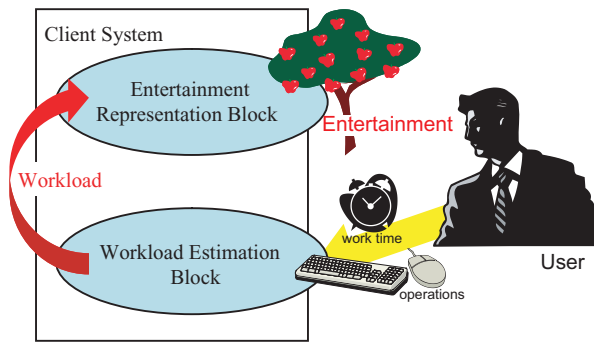 Client System
Entertainment
Representation Block
Entertainment
Workload
work time
Workload Estimation
Block
User
operations